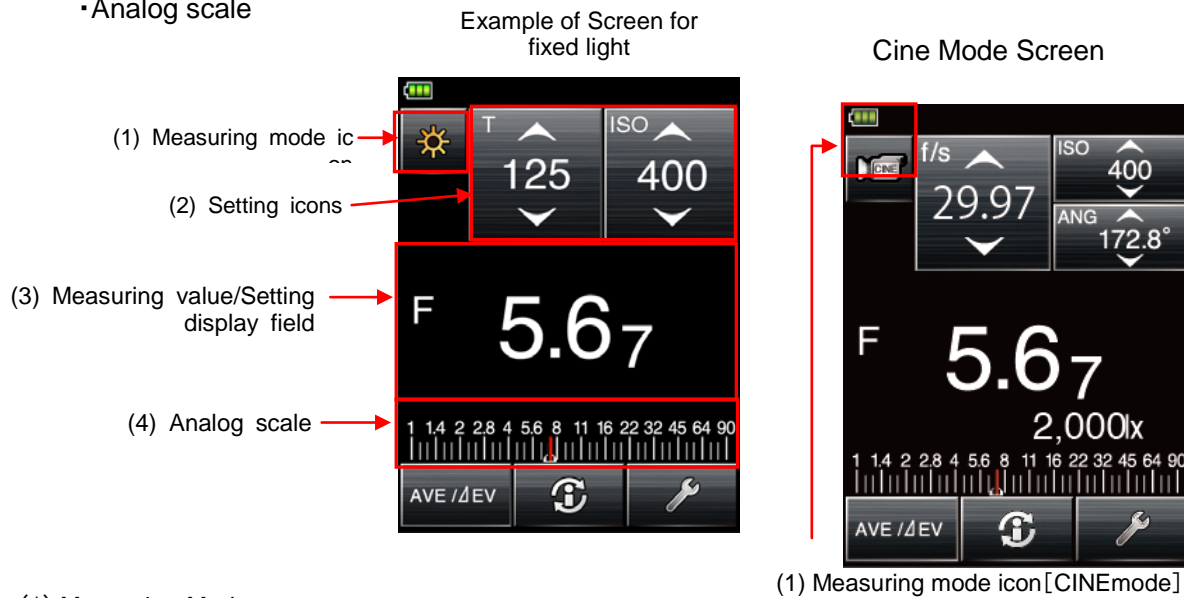 ・Analog scale
Example of Screen for
fixed light
Cine Mode Screen
(1) Measuring mode ic
(2) Setting icons
(3) Measuring value/Setting
display field
(4) Analog scale
T
125
ISO
400
F
5.67
1 1.4 2 2.8 4 5.6 8 11 16 22 32 45 64 90
AVE /⊿EV
CINE
f/s
29.97
ISO
400
ANG
172.8°
F
5.67
2,000lx
1 1.4 2 2.8 4 5.6 8 11 16 22 32 45 64 90
AVE /⊿EV
(1) Measuring mode icon[CINEmode]